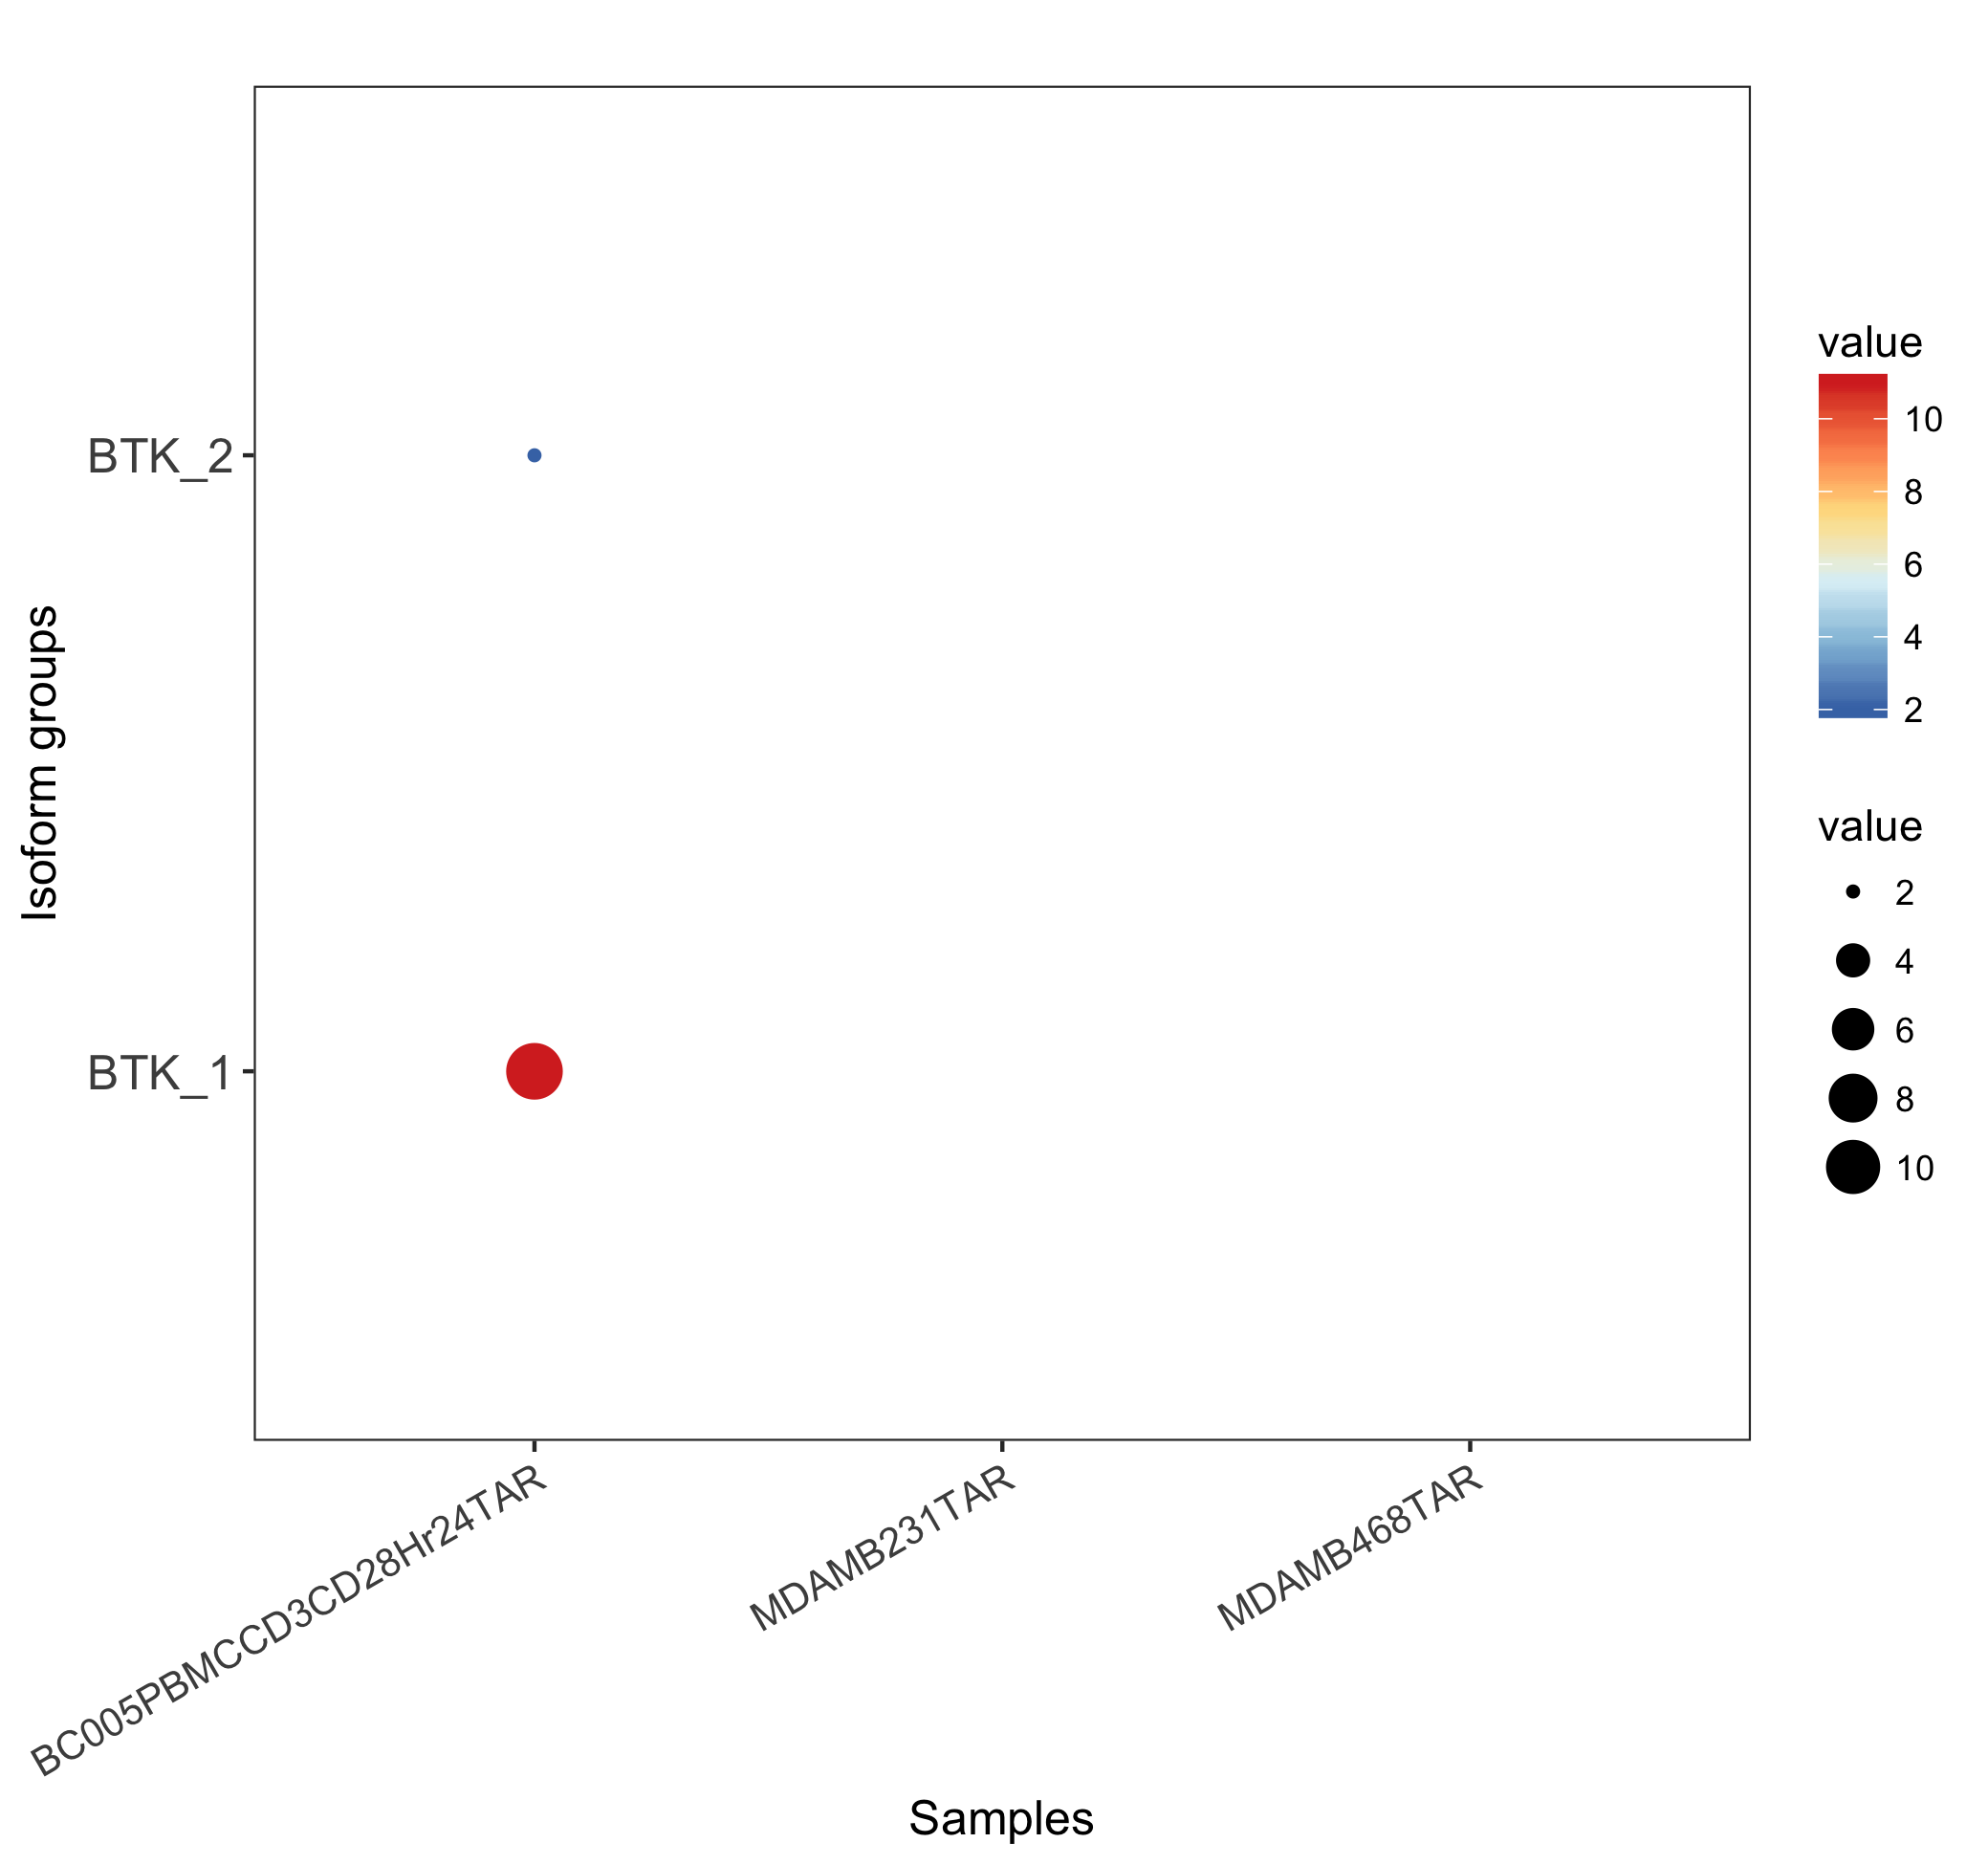 BTK_2
BTK_1
Isoform groups
BC005PBMCCD3CD28Hr24TAR
MDAMB231TAR
MDAMB468TAR
Samples
value
10
8
6
4
2
value
2
4
6
8
10